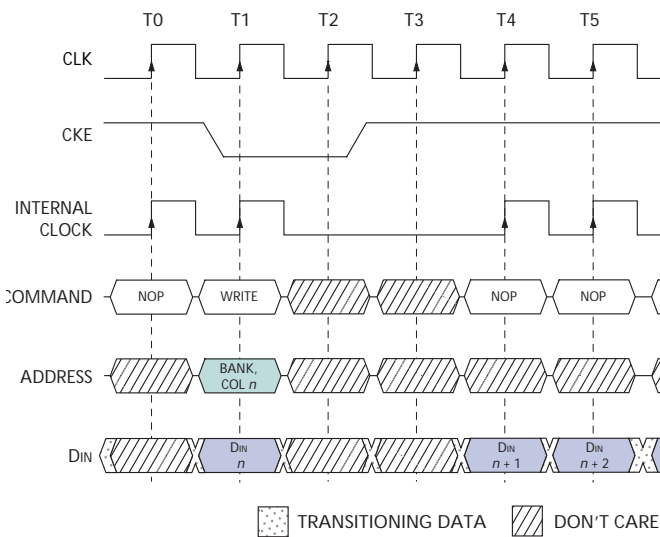 T0 T1 T2 T3 T4 T5
CLK
CKE
INTERNAL
CLOCK
COMMAND NOP WRITE NOP NOP
ADDRESS BANK,
COL n
DIN DIN
n DIN
n + 1 DIN
n + 2
TRANSITIONING DATA DON'T CARE